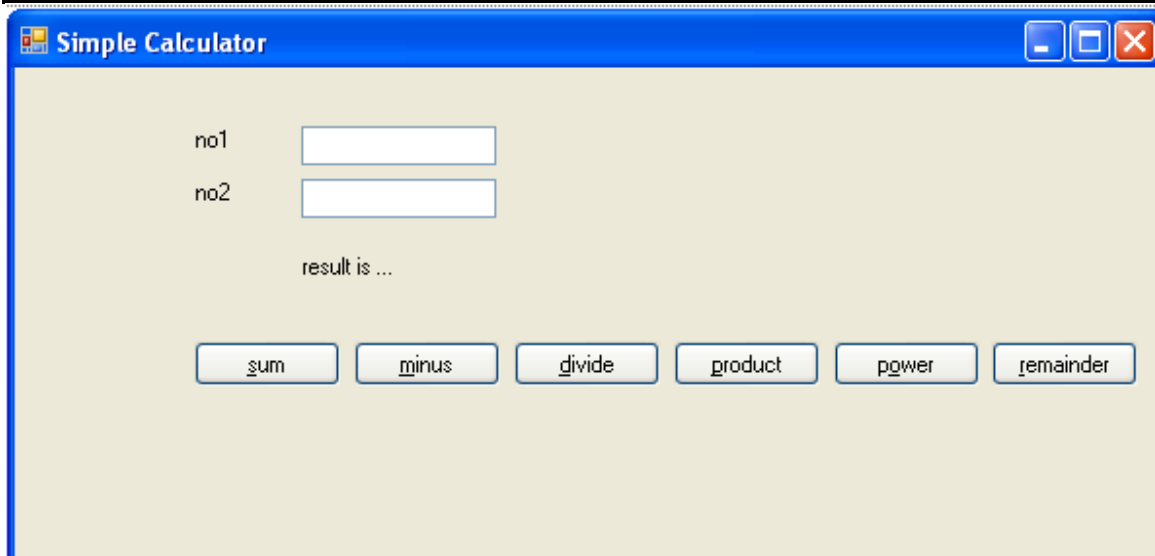 Simple Calculator
no1
no2
result is ...
sum minus divide product power remainder